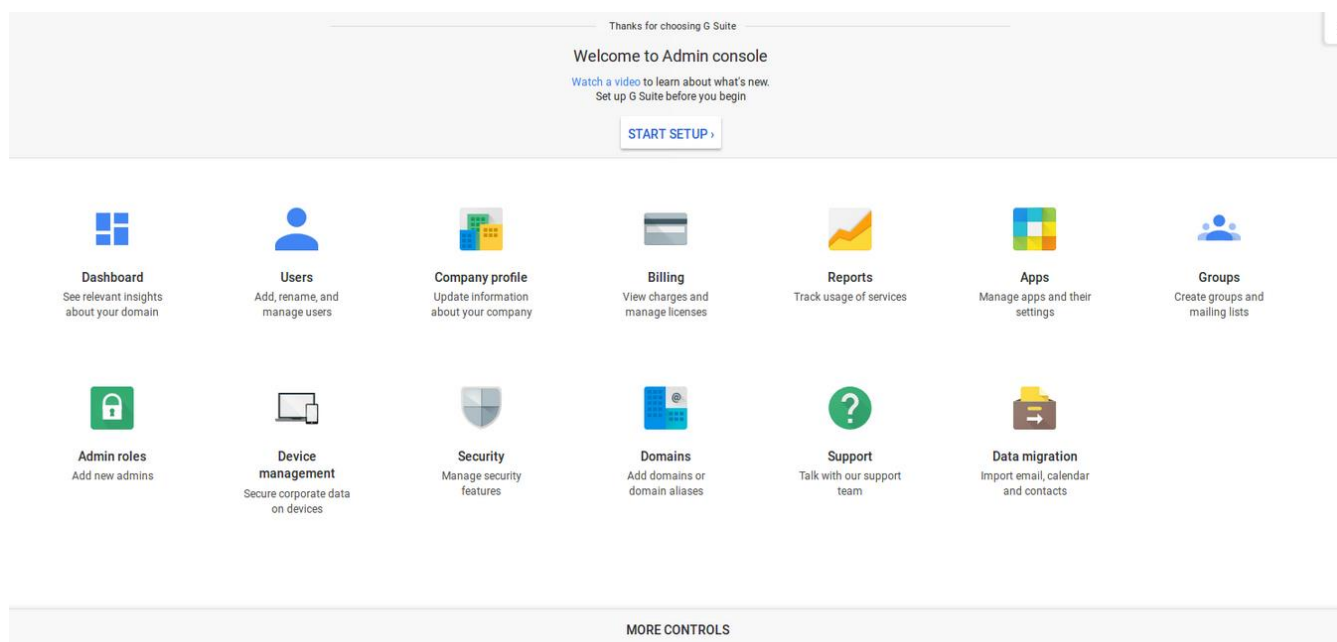 Thanks for choosing G Suite
Welcome to Admin console
Watch a video to learn about what's new.
Set up G Suite before you begin
START SETUP ›
Dashboard
See relevant insights
about your domain
Users
Add, rename, and
manage users
Company profile
Update information
about your company
Billing
View charges and
manage licenses
Reports
Track usage of services
Apps
Manage apps and their
settings
Groups
Create groups and
mailing lists
Admin roles
Add new admins
Device
management
Secure corporate data
on devices
Security
Manage security
features
@
Domains
Add domains or
domain aliases
?
Support
Talk with our support
team
Data migration
Import email, calendar
and contacts
MORE CONTROLS